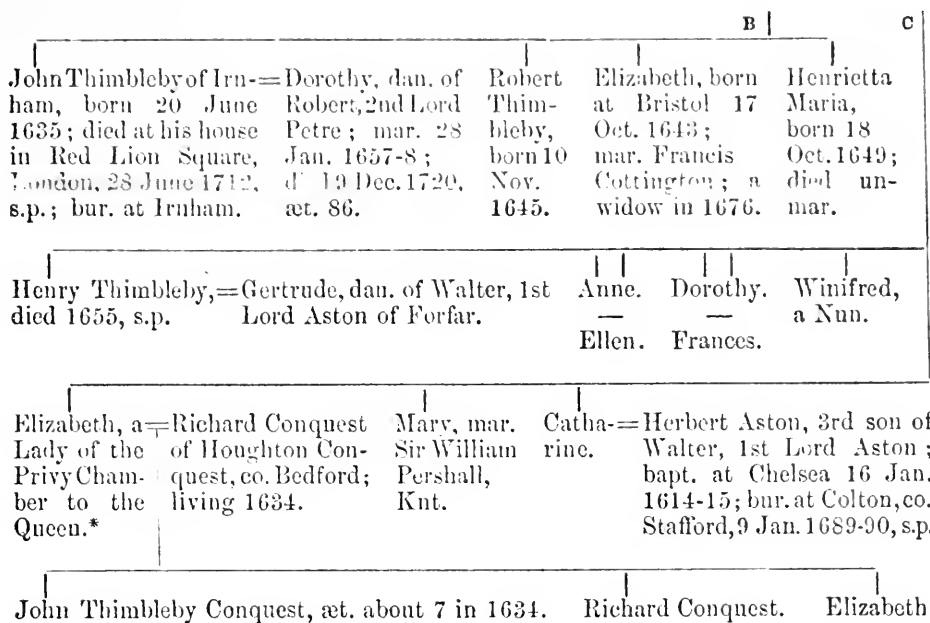 B C
John Thimbleby of Irn-
ham, born 20 June
1635; died at his house
in Red Lion Square,
London, 28 June 1712,
s.p.; bur. at Irnham.
=Dorothy, dan. of
Robert, 2nd Lord
Petre; mar. 28
Jan. 1657-8;
d 19 Dec. 1720,
æt. 86.
Robert
Thim-
bleby,
born 10
Nov.
1645.
Elizabeth, born
at Bristol 17
Oct. 1643;
mar. Francis
Cottington; a
widow in 1676.
Henrietta
Maria,
born 18
Oct. 1649;
died un-
mar.
Henry Thimbleby,=
died 1655, s.p.
Gertrude, dau. of Walter, 1st
Lord Aston of Forfar.
Anne.
—
Ellen.
Dorothy.
—
Frances.
Winifred,
a Nun.
Elizabeth, a=
Lady of the
Privy Cham-
ber to the
Queen.*
Richard Conquest
of Houghton Con-
quest, co. Bedford;
living 1634.
Mary, mar.
Sir William
Pershall,
Knt.
Catha-=
rine.
Herbert Aston, 3rd son of
Walter, 1st Lord Aston;
bapt. at Chelsea 16 Jan.
1614-15; bur. at Colton, co.
Stafford, 9 Jan. 1689-90, s.p.
John Thimbleby Conquest, æt. about 7 in 1634. Richard Conquest. Elizabeth